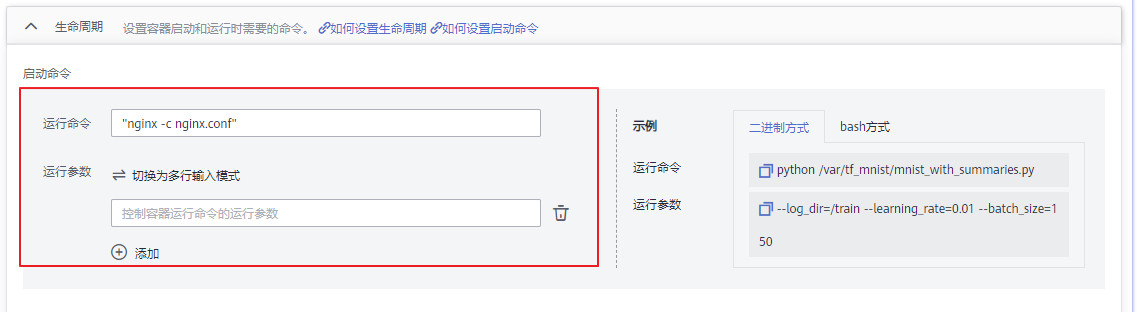 生命周期 设置容器启动和运行时需要的命令。 如何设置生命周期 如何设置启动命令
启动命令
运行命令 "nginx -c nginx.conf"
运行参数 切换为多行输入模式
控制容器运行命令的运行参数
添加
示例 二进制方式 bash方式
运行命令 python /var/tf_mnist/mnist_with_summaries.py
运行参数 --log_dir=/train --learning_rate=0.01 --batch_size=1
50